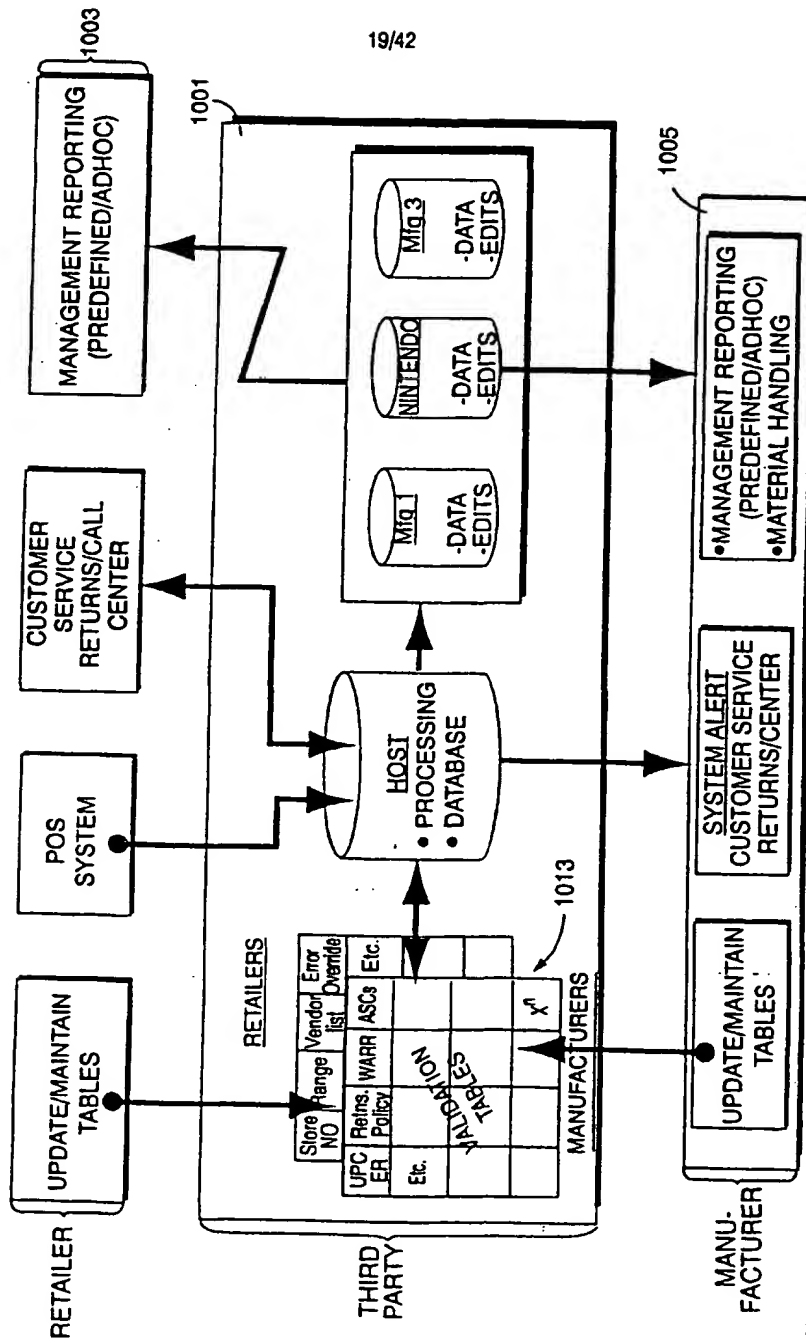 19/42
RETAILER
UPDATE/MAINTAIN
TABLES
POS
SYSTEM
CUSTOMER
SERVICE
RETURNS/CALL
CENTER
MANAGEMENT REPORTING
(PREDEFINED/ADHOC)
1003
THIRD
PARTY
1001
RETAILERS
Store
NO
Range
Vendor
list
Error
Override
UPC
ER
Retns.
Policy
WARR
ASCs
Etc.
Etc.
VALIDATION
TABLES
Xⁿ
MANUFACTURERS
1013
HOST
• PROCESSING
• DATABASE
Mfg 1
-DATA
-EDITS
NINTENDO
-DATA
-EDITS
Mfg 3
-DATA
-EDITS
MANU-
FACTURER
UPDATE/MAINTAIN
TABLES'
SYSTEM ALERT
CUSTOMER SERVICE
RETURNS/CENTER
•MANAGEMENT REPORTING
(PREDEFINED/ADHOC)
•MATERIAL HANDLING
1005